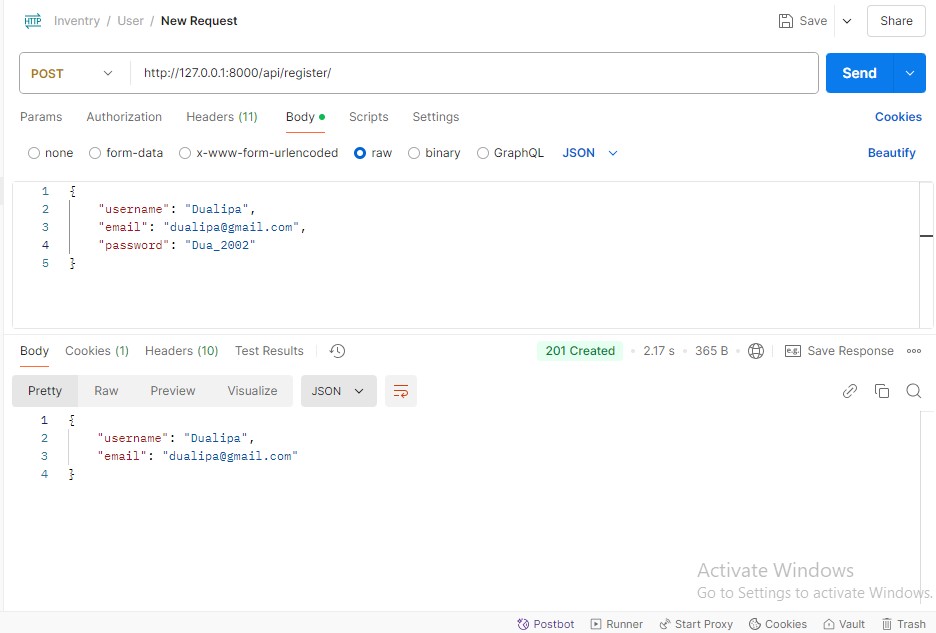 HTTP Inventry / User / New Request Save Share
POST http://127.0.0.1:8000/api/register/ Send
Params Authorization Headers (11) Body Scripts Settings Cookies
none form-data x-www-form-urlencoded raw binary GraphQL JSON Beautify
1 {
2 "username": "Dualipa",
3 "email": "dualipa@gmail.com",
4 "password": "Dua_2002"
5 }
Body Cookies (1) Headers (10) Test Results 201 Created 2.17 s 365 B e.g. Save Response
Pretty Raw Preview Visualize JSON
1 {
2 "username": "Dualipa",
3 "email": "dualipa@gmail.com"
4 }
Activate Windows
Go to Settings to activate Windows.
Postbot Runner Start Proxy Cookies Vault Trash